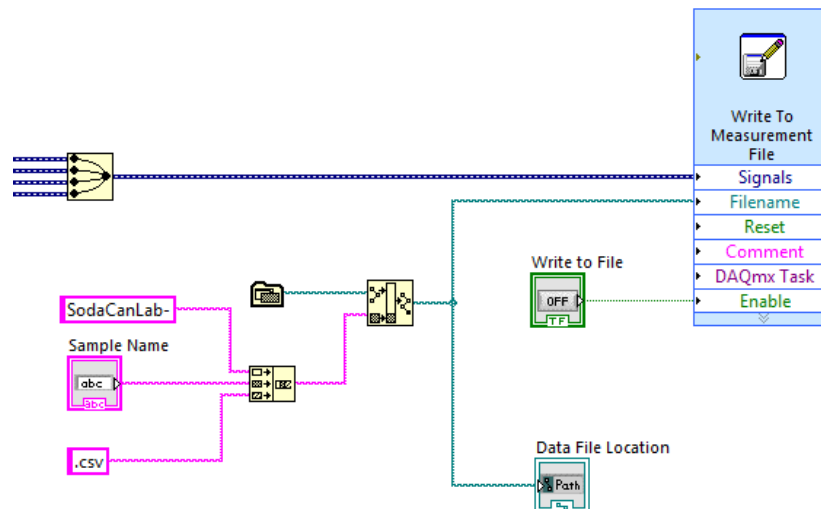 Write To
Measurement
File
Signals
Filename
Reset
Comment
DAQmx Task
Enable
Write to File
OFF
TF
SodaCanLab-
Sample Name
abc
abc
.csv
Data File Location
Path